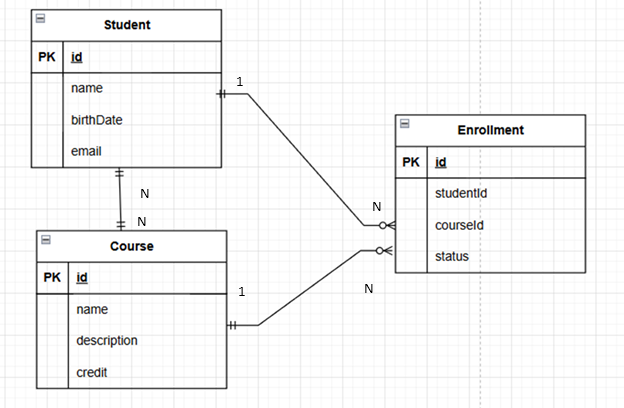 Student
PK id
name
birthDate
email
1
N
Enrollment
PK id
studentId
courseId
status
N
N
Course
PK id
name
description
credit
1
N